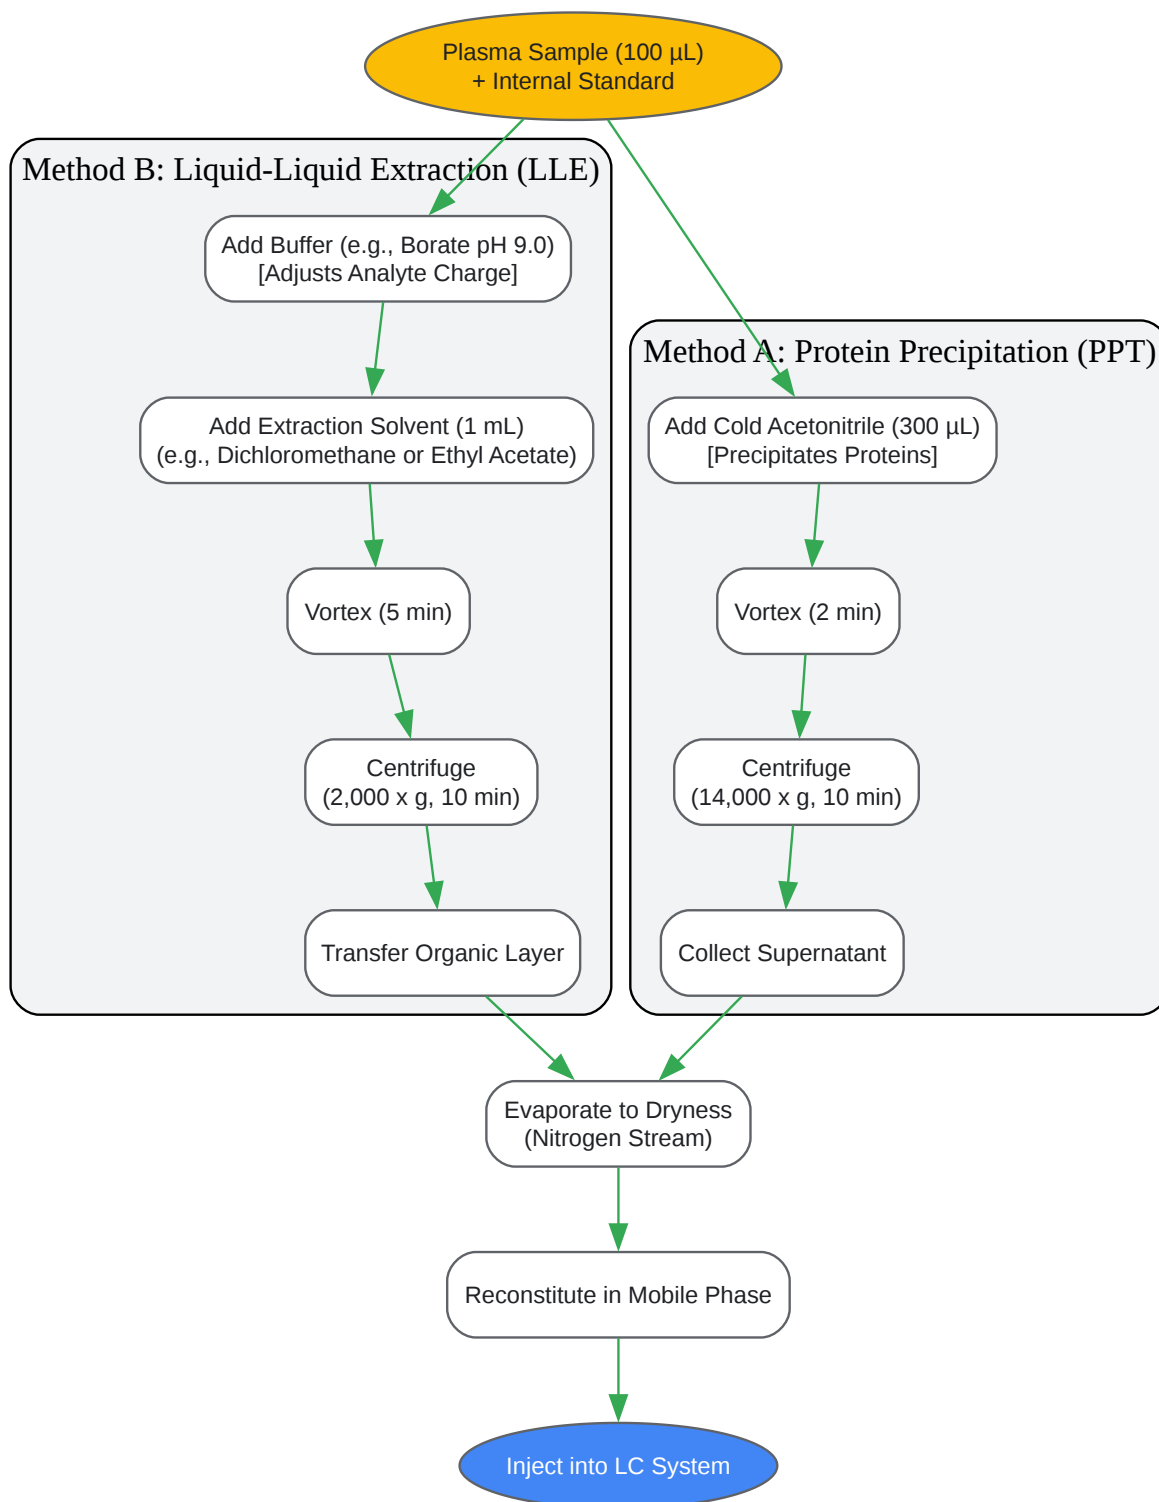 Plasma Sample (100 µL)
+ Internal Standard
Method B: Liquid-Liquid Extraction (LLE)
Add Buffer (e.g., Borate pH 9.0)
[Adjusts Analyte Charge]
Add Extraction Solvent (1 mL)
(e.g., Dichloromethane or Ethyl Acetate)
Vortex (5 min)
Centrifuge
(2,000 x g, 10 min)
Transfer Organic Layer
Method A: Protein Precipitation (PPT)
Add Cold Acetonitrile (300 µL)
[Precipitates Proteins]
Vortex (2 min)
Centrifuge
(14,000 x g, 10 min)
Collect Supernatant
Evaporate to Dryness
(Nitrogen Stream)
Reconstitute in Mobile Phase
Inject into LC System